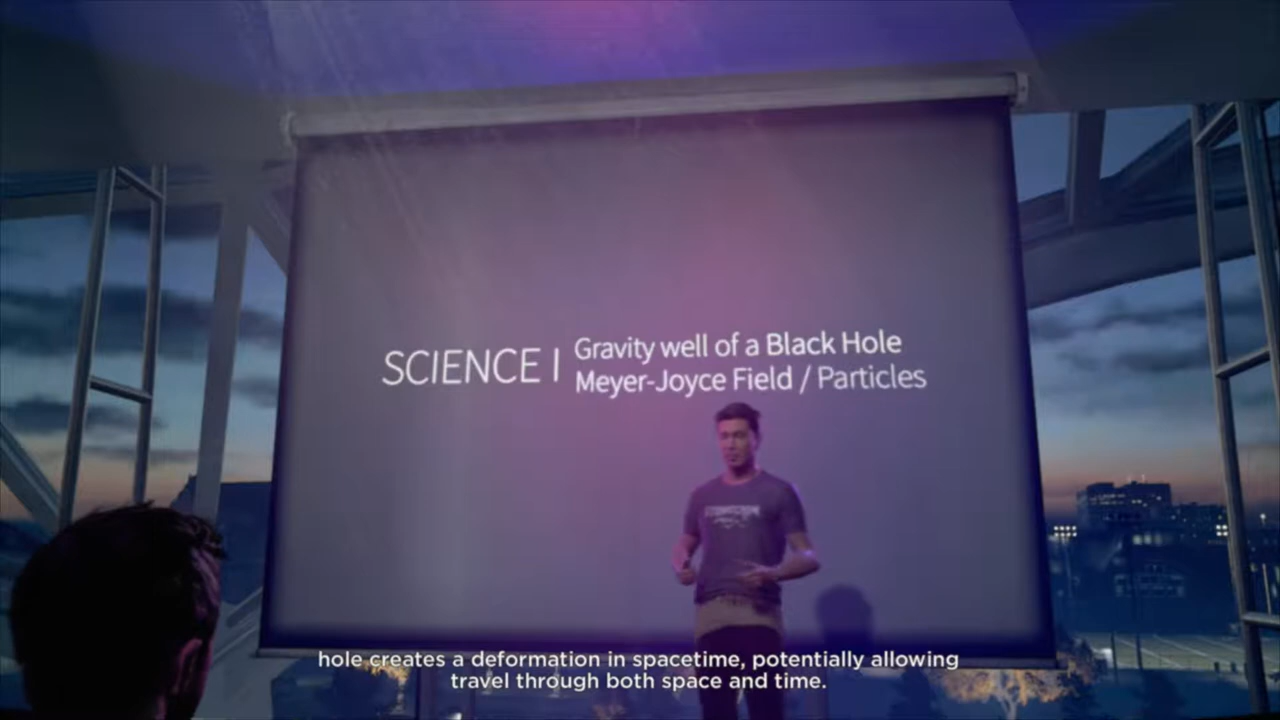 SCIENCE | Gravity well of a Black Hole
Meyer-Joyce Field / Particles
hole creates a deformation in spacetime, potentially allowing
travel through both space and time.